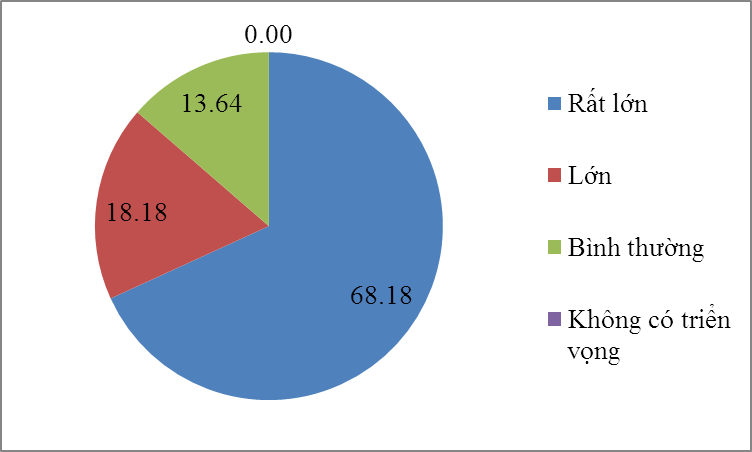 0.00
13.64
18.18
68.18
Rất lớn
Lớn
Bình thường
Không có triển
vọng